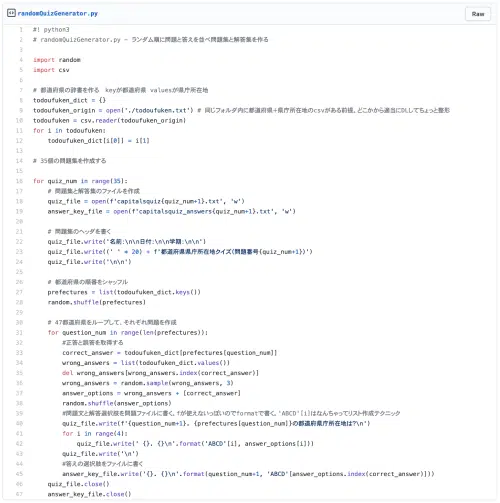 randomQuizGenerator.py
Raw
1 #! python3
2 # randomQuizGenerator.py - ランダム順に問題と答えを並べ問題集と解答集を作る
3
4 import random
5 import csv
6
7 # 都道府県の辞書を作る keyが都道府県 valuesが県庁所在地
8 todoufuken_dict = {}
9 todoufuken_origin = open('./todoufuken.txt') # 同じフォルダ内に都道府県+県庁所在地のcsvがある前提、どこかから適当にDLしてちょっと整形
10 todoufuken = csv.reader(todoufuken_origin)
11 for i in todoufuken:
12 todoufuken_dict[i[0]] = i[1]
13
14 # 35個の問題集を作成する
15
16 for quiz_num in range(35):
17 # 問題集と解答集のファイルを作成
18 quiz_file = open(f'capitalsquiz{quiz_num+1}.txt', 'w')
19 answer_key_file = open(f'capitalsquiz_answers{quiz_num+1}.txt', 'w')
20
21 # 問題集のヘッダを書く
22 quiz_file.write('名前:\n\n日付:\n\n学期:\n\n')
23 quiz_file.write((' ' * 20) + f'都道府県県庁所在地クイズ(問題番号{quiz_num+1})')
24 quiz_file.write('\n\n')
25
26 # 都道府県の順番をシャッフル
27 prefectures = list(todoufuken_dict.keys())
28 random.shuffle(prefectures)
29
30 # 47都道府県をループして、それぞれ問題を作成
31 for question_num in range(len(prefectures)):
32 #正答と誤答を取得する
33 correct_answer = todoufuken_dict[prefectures[question_num]]
34 wrong_answers = list(todoufuken_dict.values())
35 del wrong_answers[wrong_answers.index(correct_answer)]
36 wrong_answers = random.sample(wrong_answers, 3)
37 answer_options = wrong_answers + [correct_answer]
38 random.shuffle(answer_options)
39 #問題文と解答選択肢を問題ファイルに書く。fが使えないっぽいのでformatで書く。'ABCD'[i]はなんちゃってリスト作成テクニック
40 quiz_file.write(f'{question_num+1}. {prefectures[question_num]}の都道府県庁所在地は?\n')
41 for i in range(4):
42 quiz_file.write(' {}. {}\n'.format('ABCD'[i], answer_options[i]))
43 quiz_file.write('\n')
44 #答えの選択肢をファイルに書く
45 answer_key_file.write('{}. {}\n'.format(question_num+1, 'ABCD'[answer_options.index(correct_answer)]))
46 quiz_file.close()
47 answer_key_file.close()